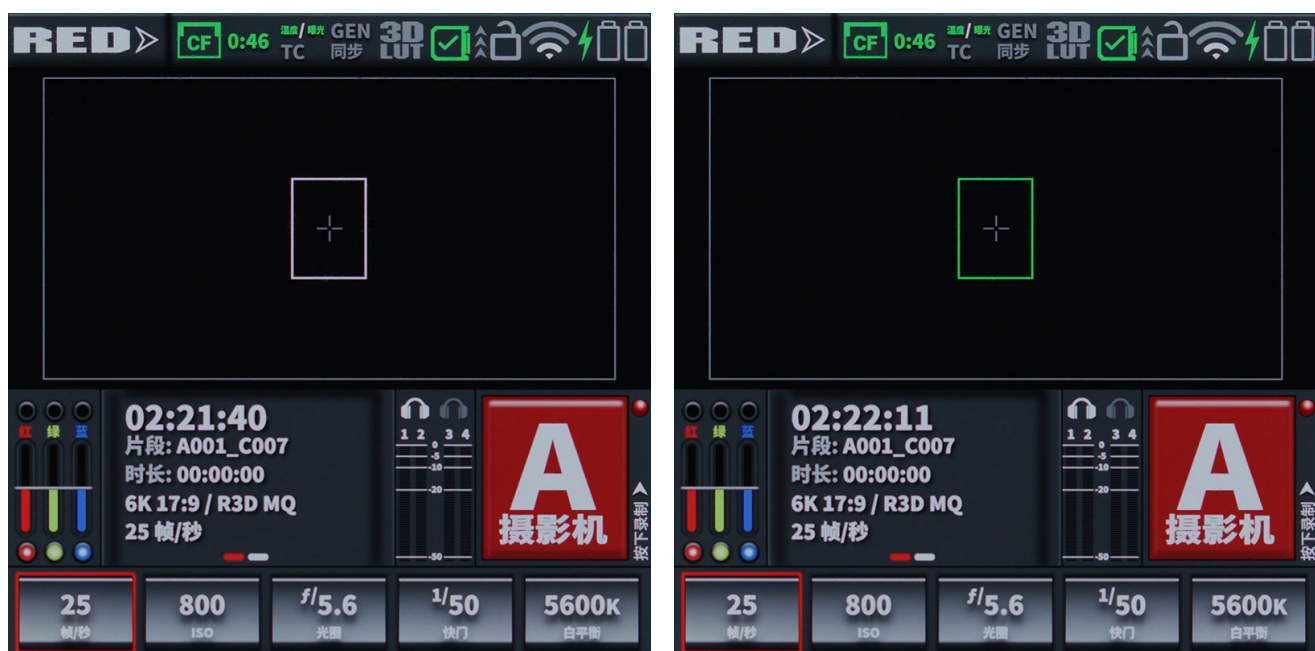 RED
CF
0:46
温度/曝光
TC
GEN
同步
3D
LUT
02:21:40
片段: A001_C007
时长: 00:00:00
6K 17:9 / R3D MQ
25 帧/秒
红 绿 蓝
1 2 3 4
0
-5
-10
-20
-50
A
摄影机
按下录制
25
帧/秒
800
ISO
f/5.6
光圈
1/50
快门
5600K
白平衡
RED
CF
0:46
温度/曝光
TC
GEN
同步
3D
LUT
02:22:11
片段: A001_C007
时长: 00:00:00
6K 17:9 / R3D MQ
25 帧/秒
红 绿 蓝
1 2 3 4
0
-5
-10
-20
-50
A
摄影机
按下录制
25
帧/秒
800
ISO
f/5.6
光圈
1/50
快门
5600K
白平衡